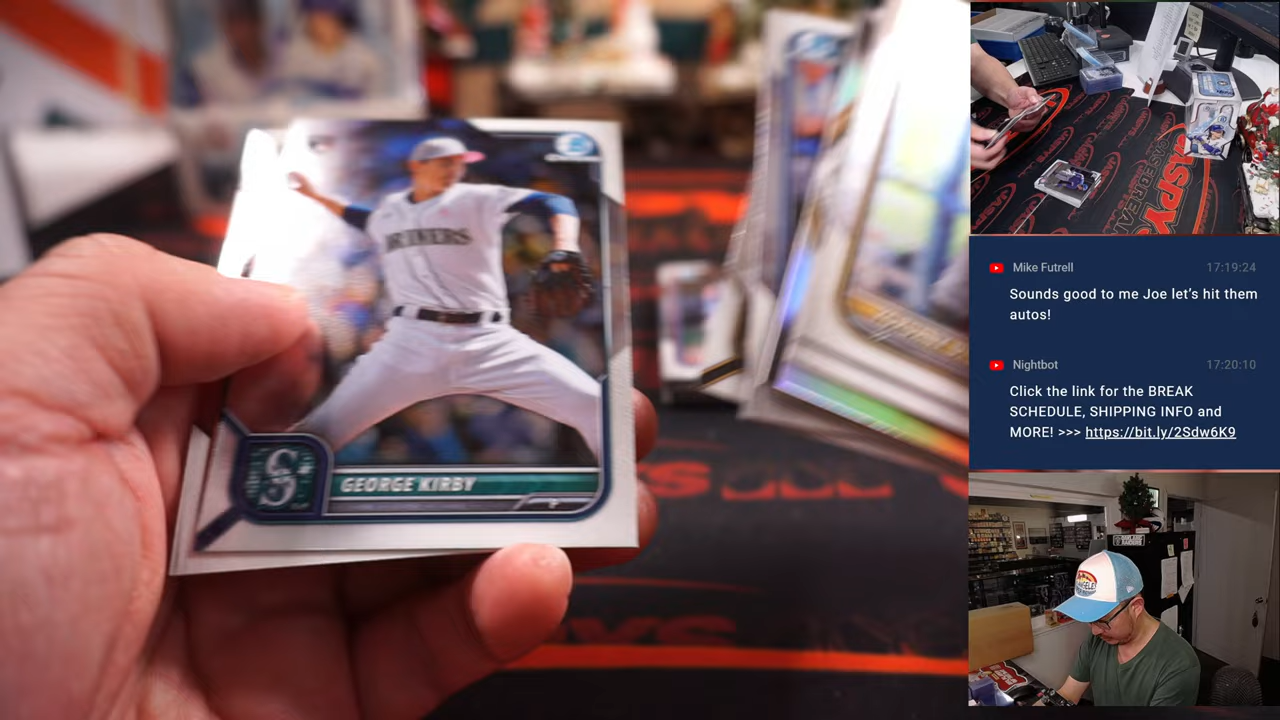 MARINERS
S
GEORGE KIRBY
Mike Futrell 17:19:24
Sounds good to me Joe let's hit them
autos!
Nightbot 17:20:10
Click the link for the BREAK
SCHEDULE, SHIPPING INFO and
MORE! >>> https://bit.ly/2Sdw6K9